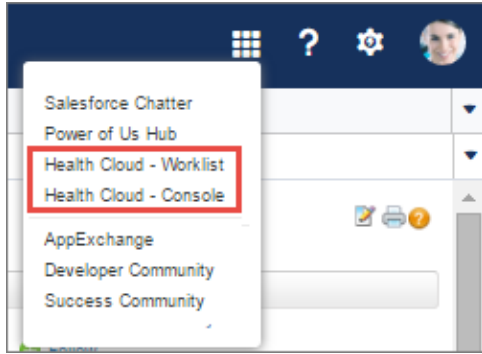 ?
Salesforce Chatter
Power of Us Hub
Health Cloud - Worklist
Health Cloud - Console
AppExchange
Developer Community
Success Community
?